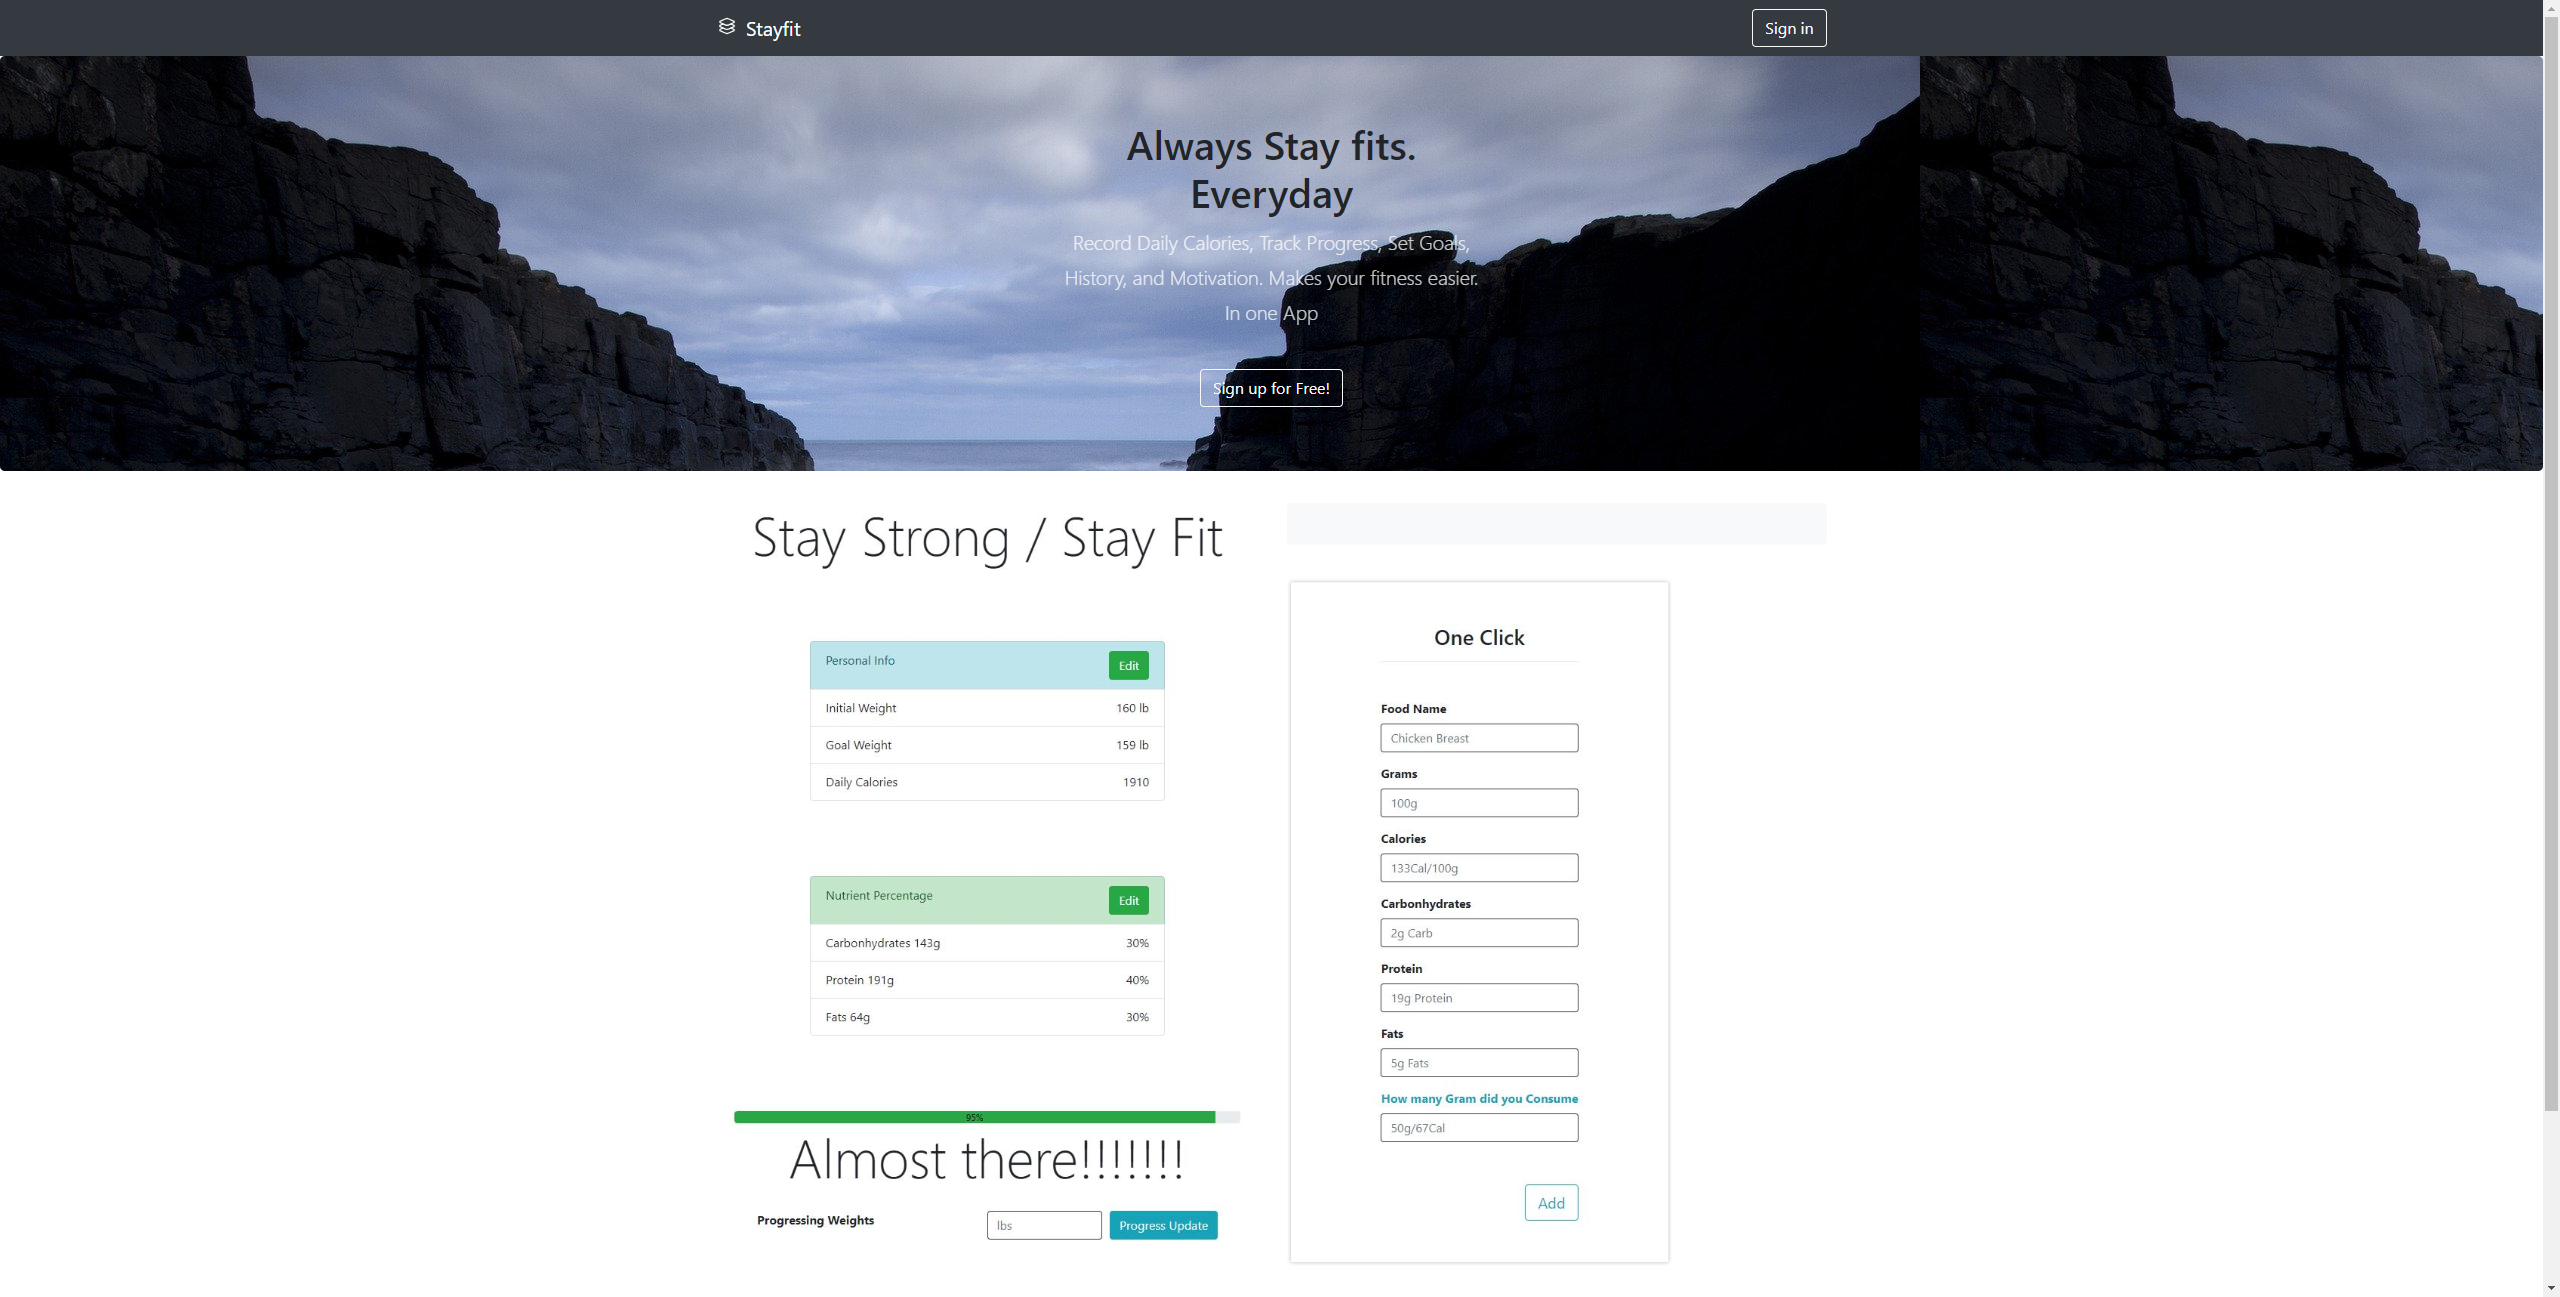 Stayfit
Sign in
Always Stay fits.
Everyday
Record Daily Calories, Track Progress, Set Goals,
History, and Motivation. Makes your fitness easier.
In one App
Sign up for Free!
Stay Strong / Stay Fit
Personal Info
Edit
Initial Weight
160 lb
Goal Weight
159 lb
Daily Calories
1910
Nutrient Percentage
Edit
Carbonhydrates 143g
30%
Protein 191g
40%
Fats 64g
30%
95%
Almost there!!!!!!!
Progressing Weights
lbs
Progress Update
One Click
Food Name
Chicken Breast
Grams
100g
Calories
133Cal/100g
Carbonhydrates
2g Carb
Protein
19g Protein
Fats
5g Fats
How many Gram did you Consume
50g/67Cal
Add